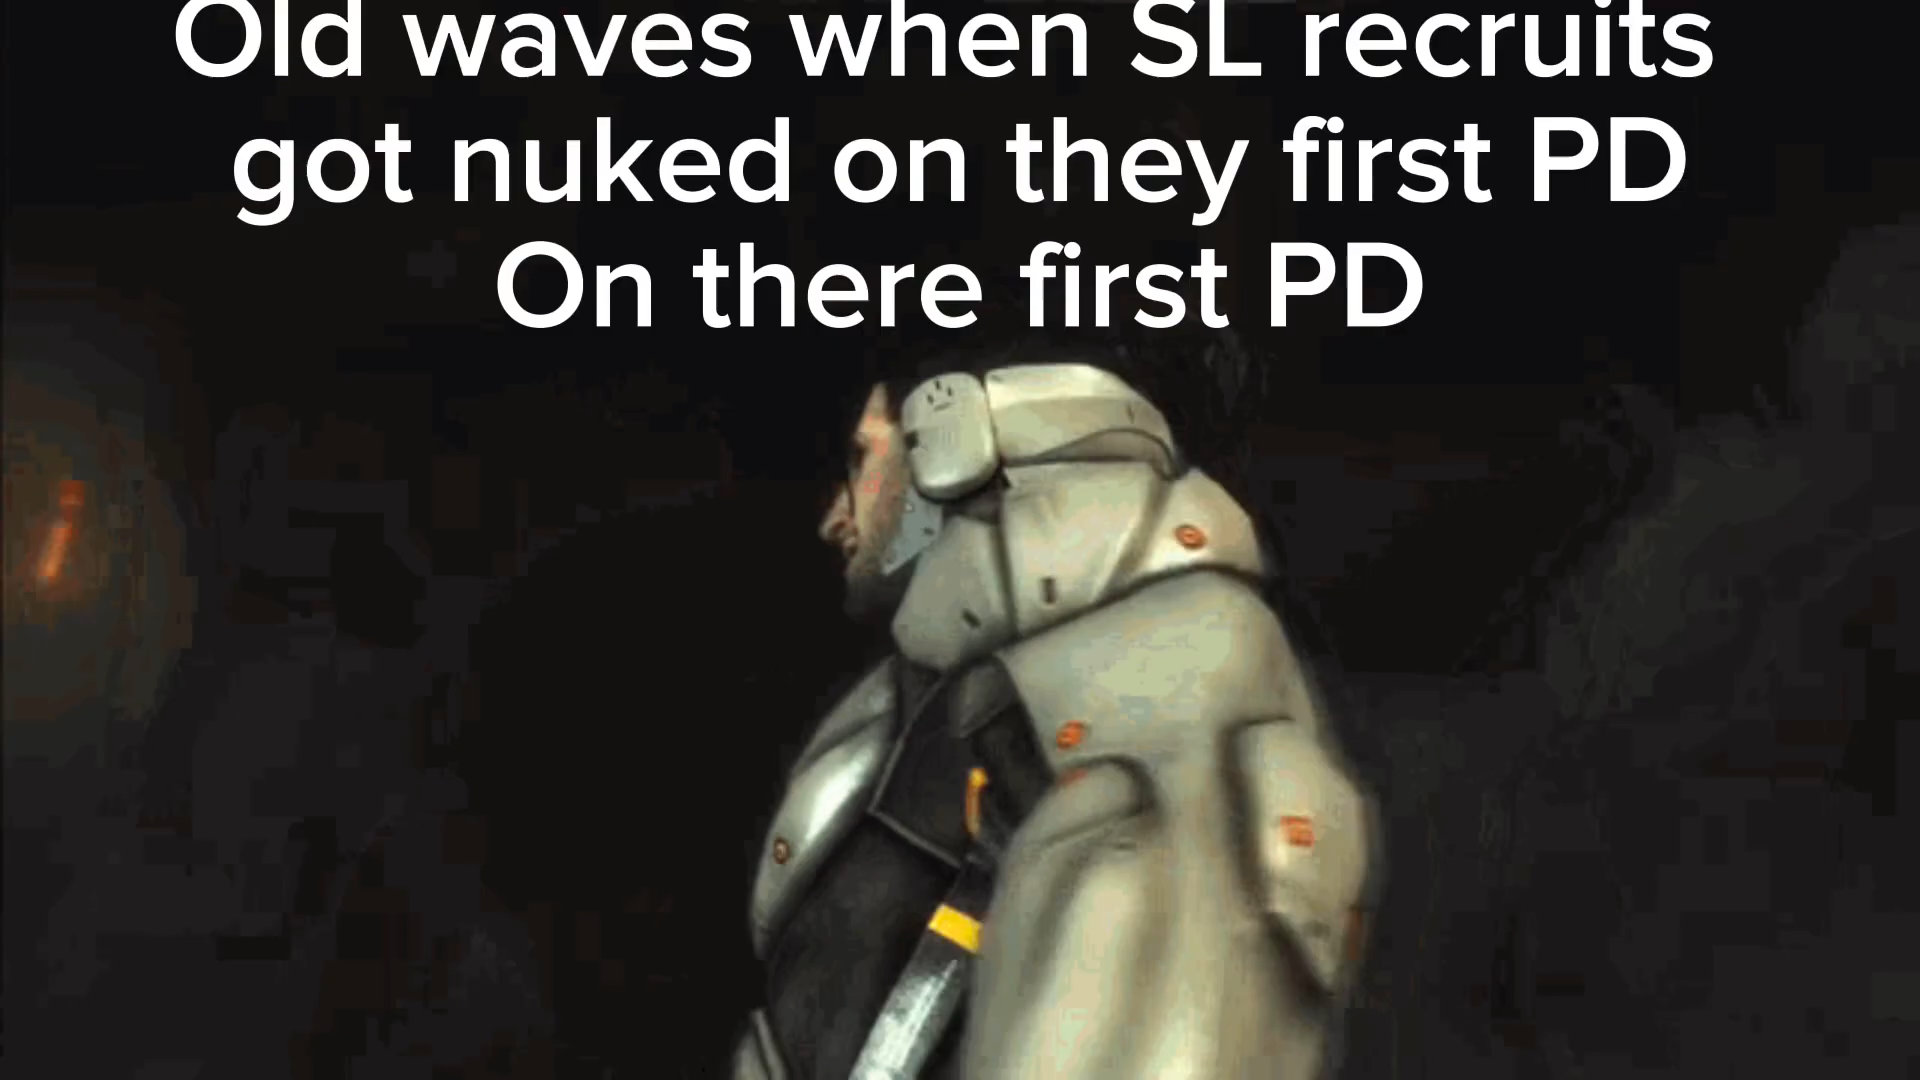 Old waves when SL recruits
got nuked on they first PD
On there first PD